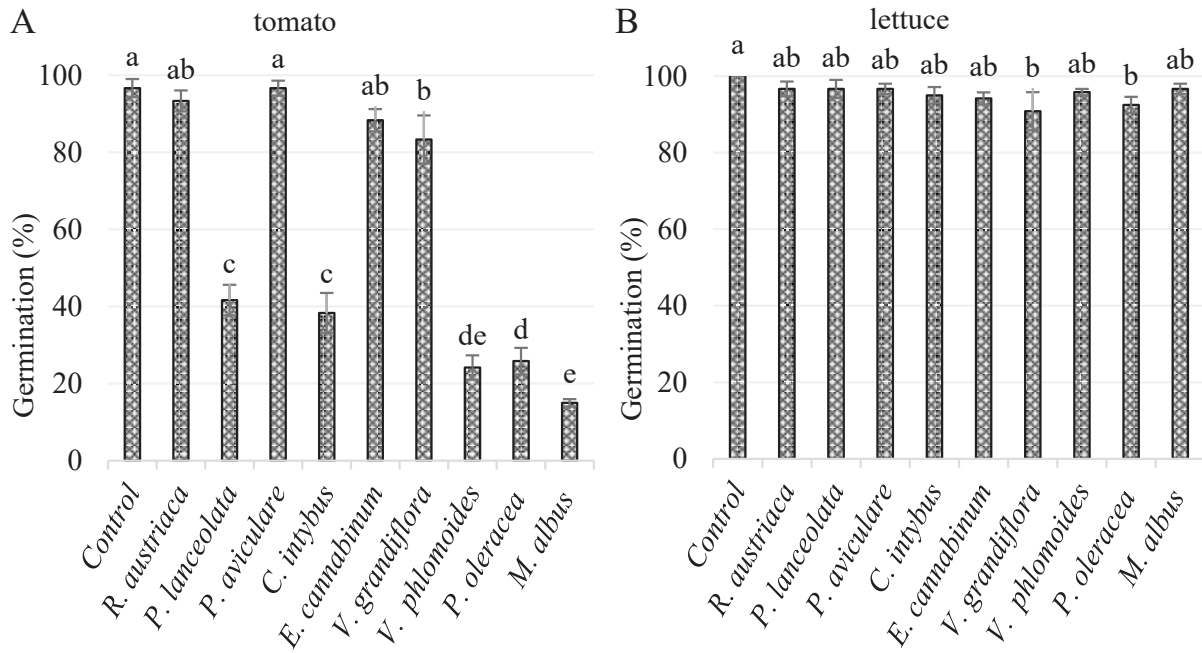 A
tomato
a
ab
c
a
c
ab
b
de
d
e
100
80
60
40
20
0
Germination (%)
Control
R. austriaca
P. lanceolata
P. aviculare
C. intybus
E. cannabinum
V. grandiflora
V. phlomoides
P. oleracea
M. albus
B
lettuce
a
ab
ab
ab
ab
ab
b
ab
b
ab
100
80
60
40
20
0
Germination (%)
Control
R. austriaca
P. lanceolata
P. aviculare
C. intybus
E. cannabinum
V. grandiflora
V. phlomoides
P. oleracea
M. albus